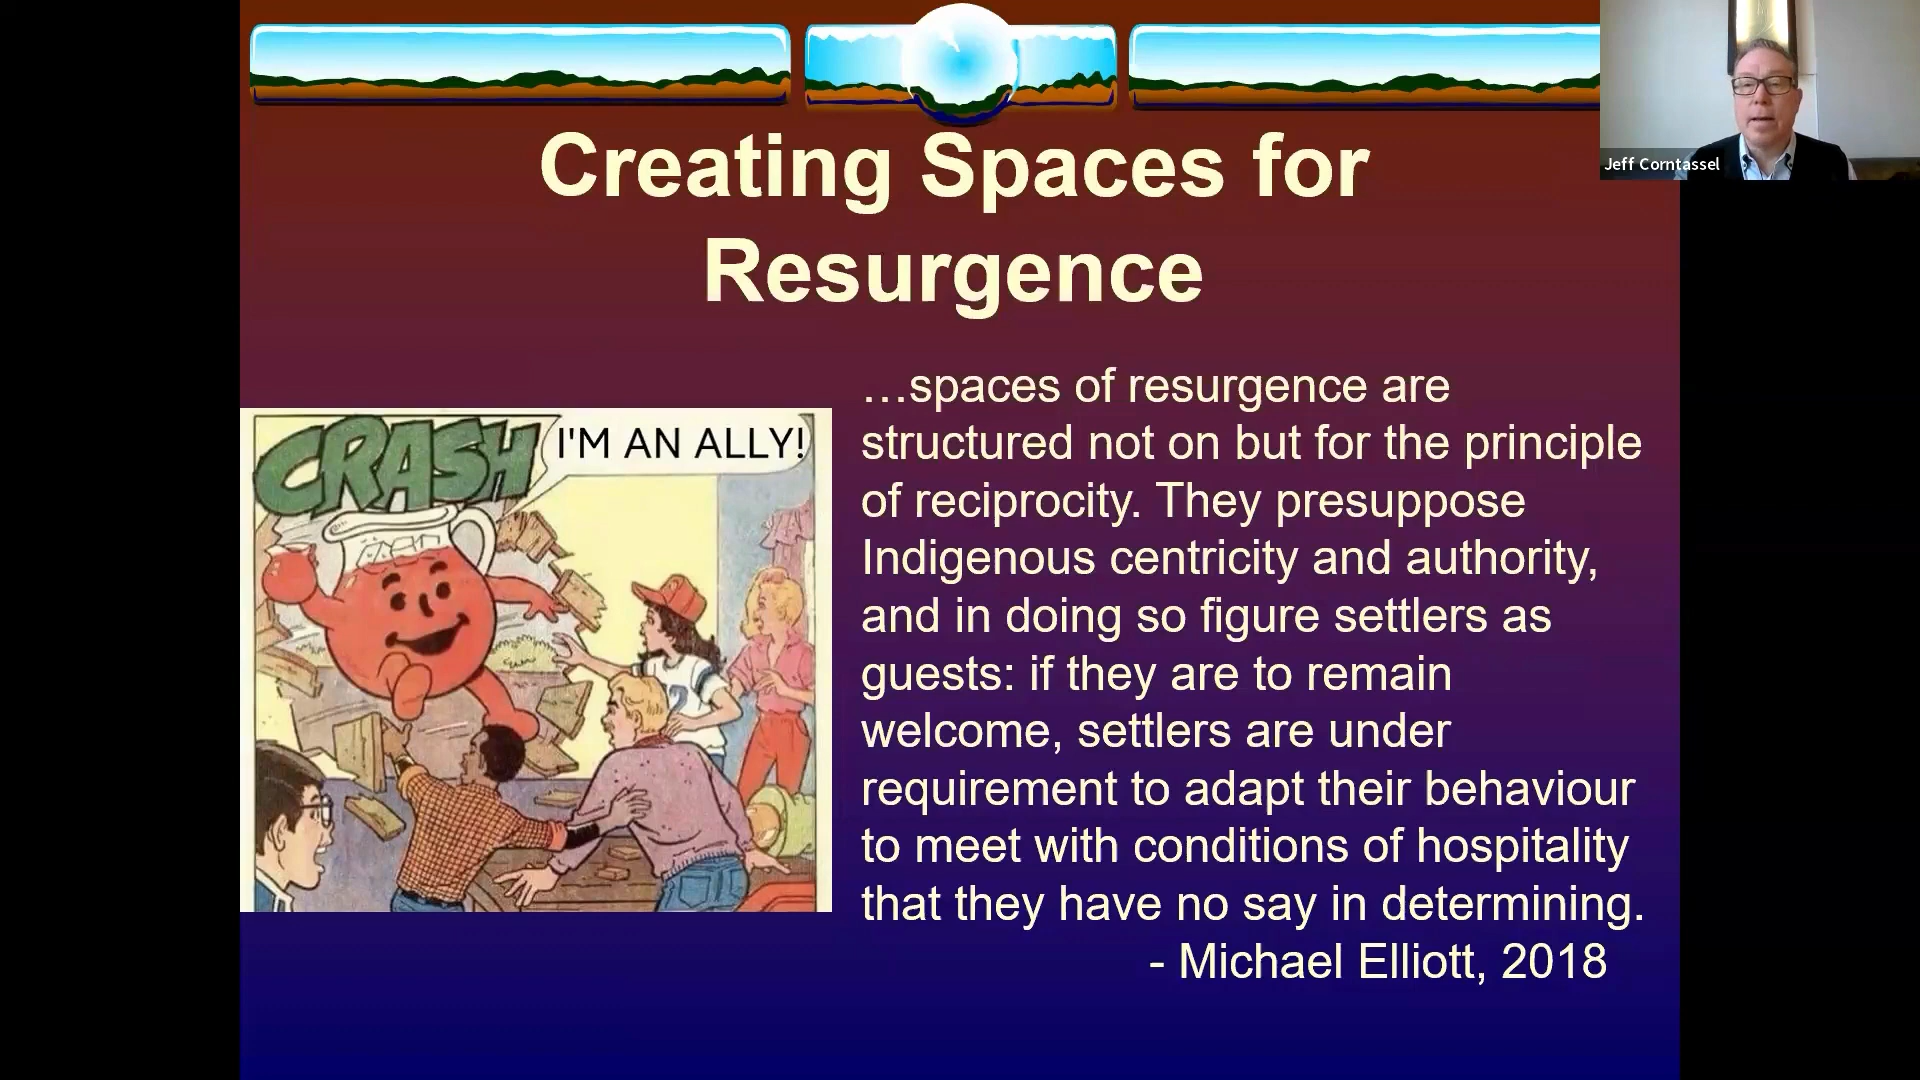 Creating Spaces for
Resurgence
Jeff Corntassel
CRASH
I'M AN ALLY!
…spaces of resurgence are
structured not on but for the principle
of reciprocity. They presuppose
Indigenous centricity and authority,
and in doing so figure settlers as
guests: if they are to remain
welcome, settlers are under
requirement to adapt their behaviour
to meet with conditions of hospitality
that they have no say in determining.
- Michael Elliott, 2018